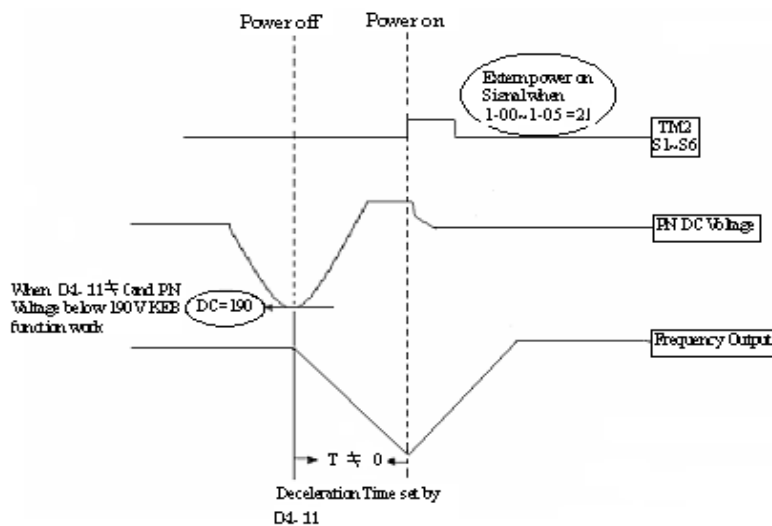 Power off
Power on
Extern power on
Signal when
1-00~1-05 =21
TM2
S1~S6
PN DC Voltage
When D4-11≒0 and PN
Voltage below 190V KEB
function work
DC=190
Frequency Output
T ≒ 0
Deceleration Time set by
D4-11